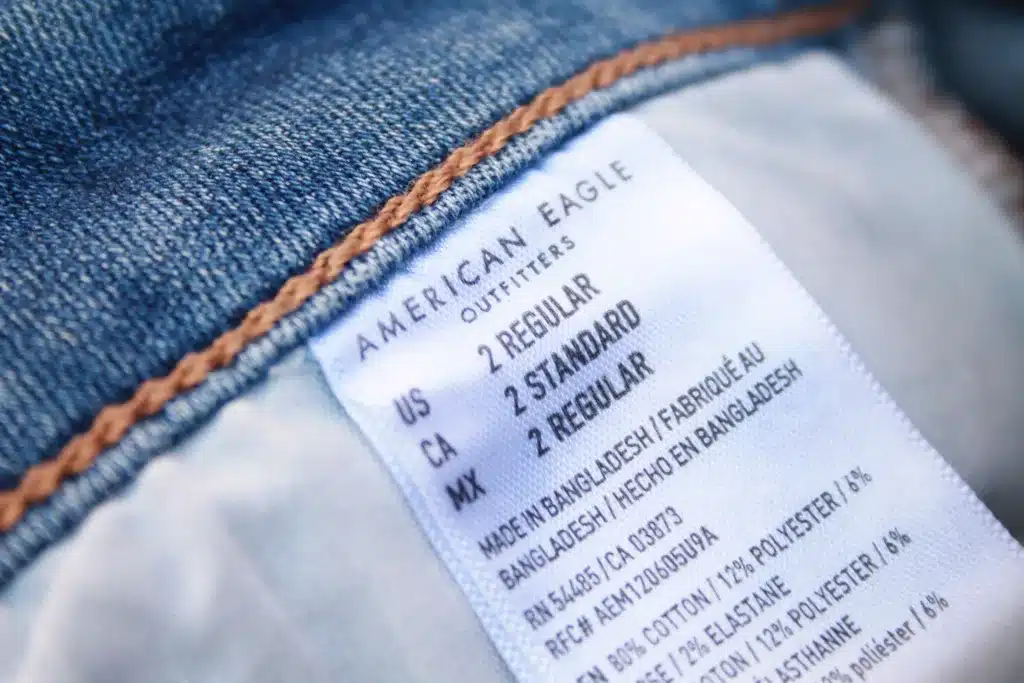 AMERICAN EAGLE
OUTFITTERS
US 2 REGULAR
CA 2 STANDARD
MX 2 REGULAR
MADE IN BANGLADESH / FABRIQUÉ AU
BANGLADESH / HECHO EN BANGLADESH
RN 54485 / CA 03873
RFC# AEM120605U9A
EN 80% COTTON / 12% POLYESTER / 6%
/ 2% ELASTANE
/ 12% POLYESTER / 6%
poliéster / 6%